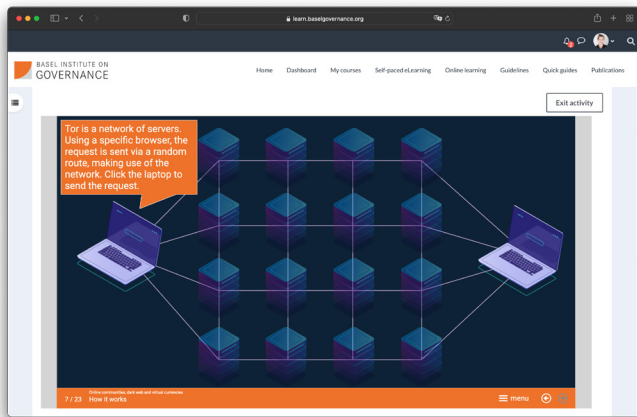 learn.baselgovernance.org
BASEL INSTITUTE ON
GOVERNANCE
Home Dashboard My courses Self-paced eLearning Online learning Guidelines Quick guides Publications
Exit activity
Tor is a network of servers.
Using a specific browser, the
request is sent via a random
route, making use of the
network. Click the laptop to
send the request.
Online communities, dark web and virtual currencies
7 / 23 How it works
menu